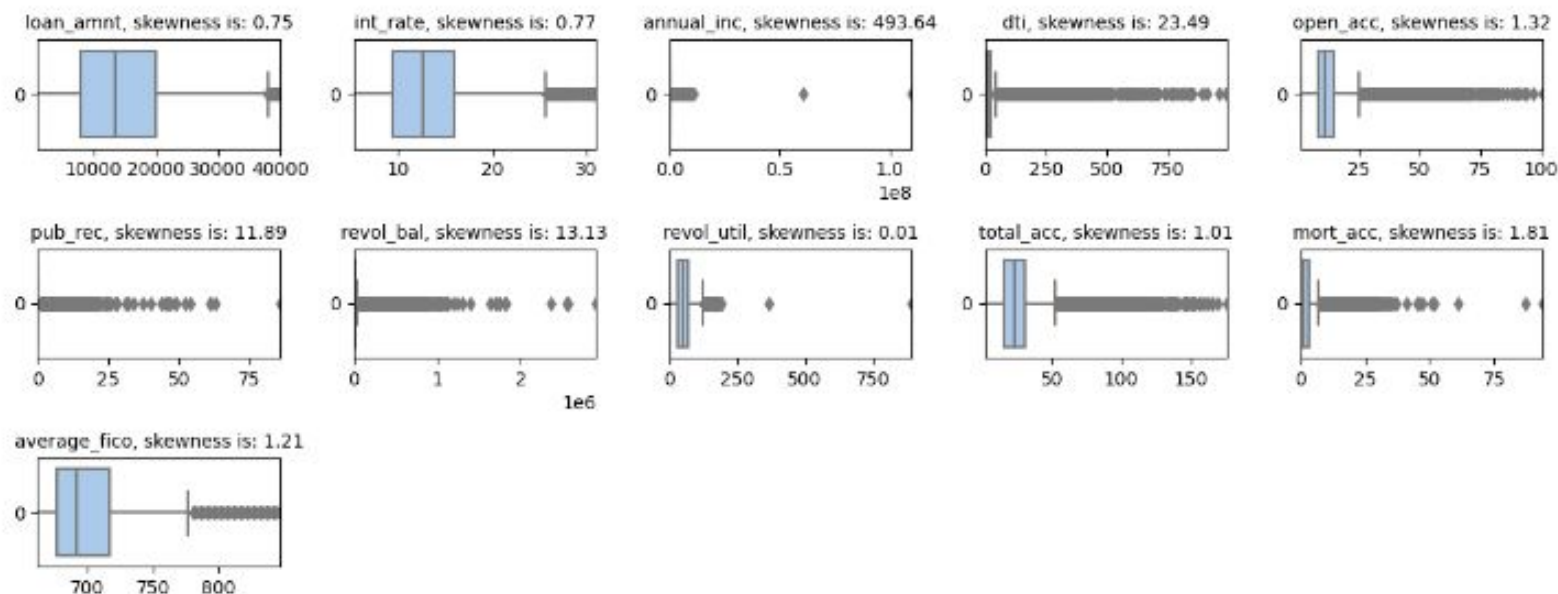 loan_amnt, skewness is: 0.75
int_rate, skewness is: 0.77
annual_inc, skewness is: 493.64
dti, skewness is: 23.49
open_acc, skewness is: 1.32
0
0
0
0
0
10000 20000 30000 40000
10 20 30
0.0 0.5 1.0
0 250 500 750
25 50 75 100
1e8
pub_rec, skewness is: 11.89
revol_bal, skewness is: 13.13
revol_util, skewness is: 0.01
total_acc, skewness is: 1.01
mort_acc, skewness is: 1.81
0
0
0
0
0
0 25 50 75
0 1 2
0 250 500 750
50 100 150
0 25 50 75
1e6
average_fico, skewness is: 1.21
0
700 750 800